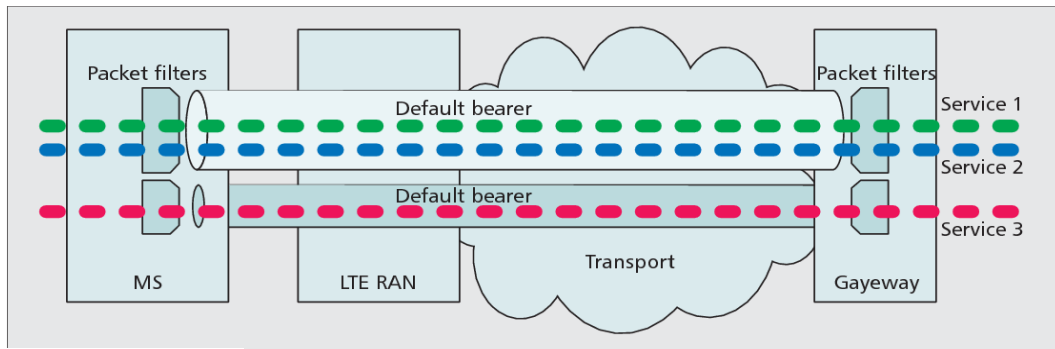 Packet filters
Packet filters
Default bearer
Service 1
Service 2
Default bearer
Service 3
Transport
MS
LTE RAN
Gayeway